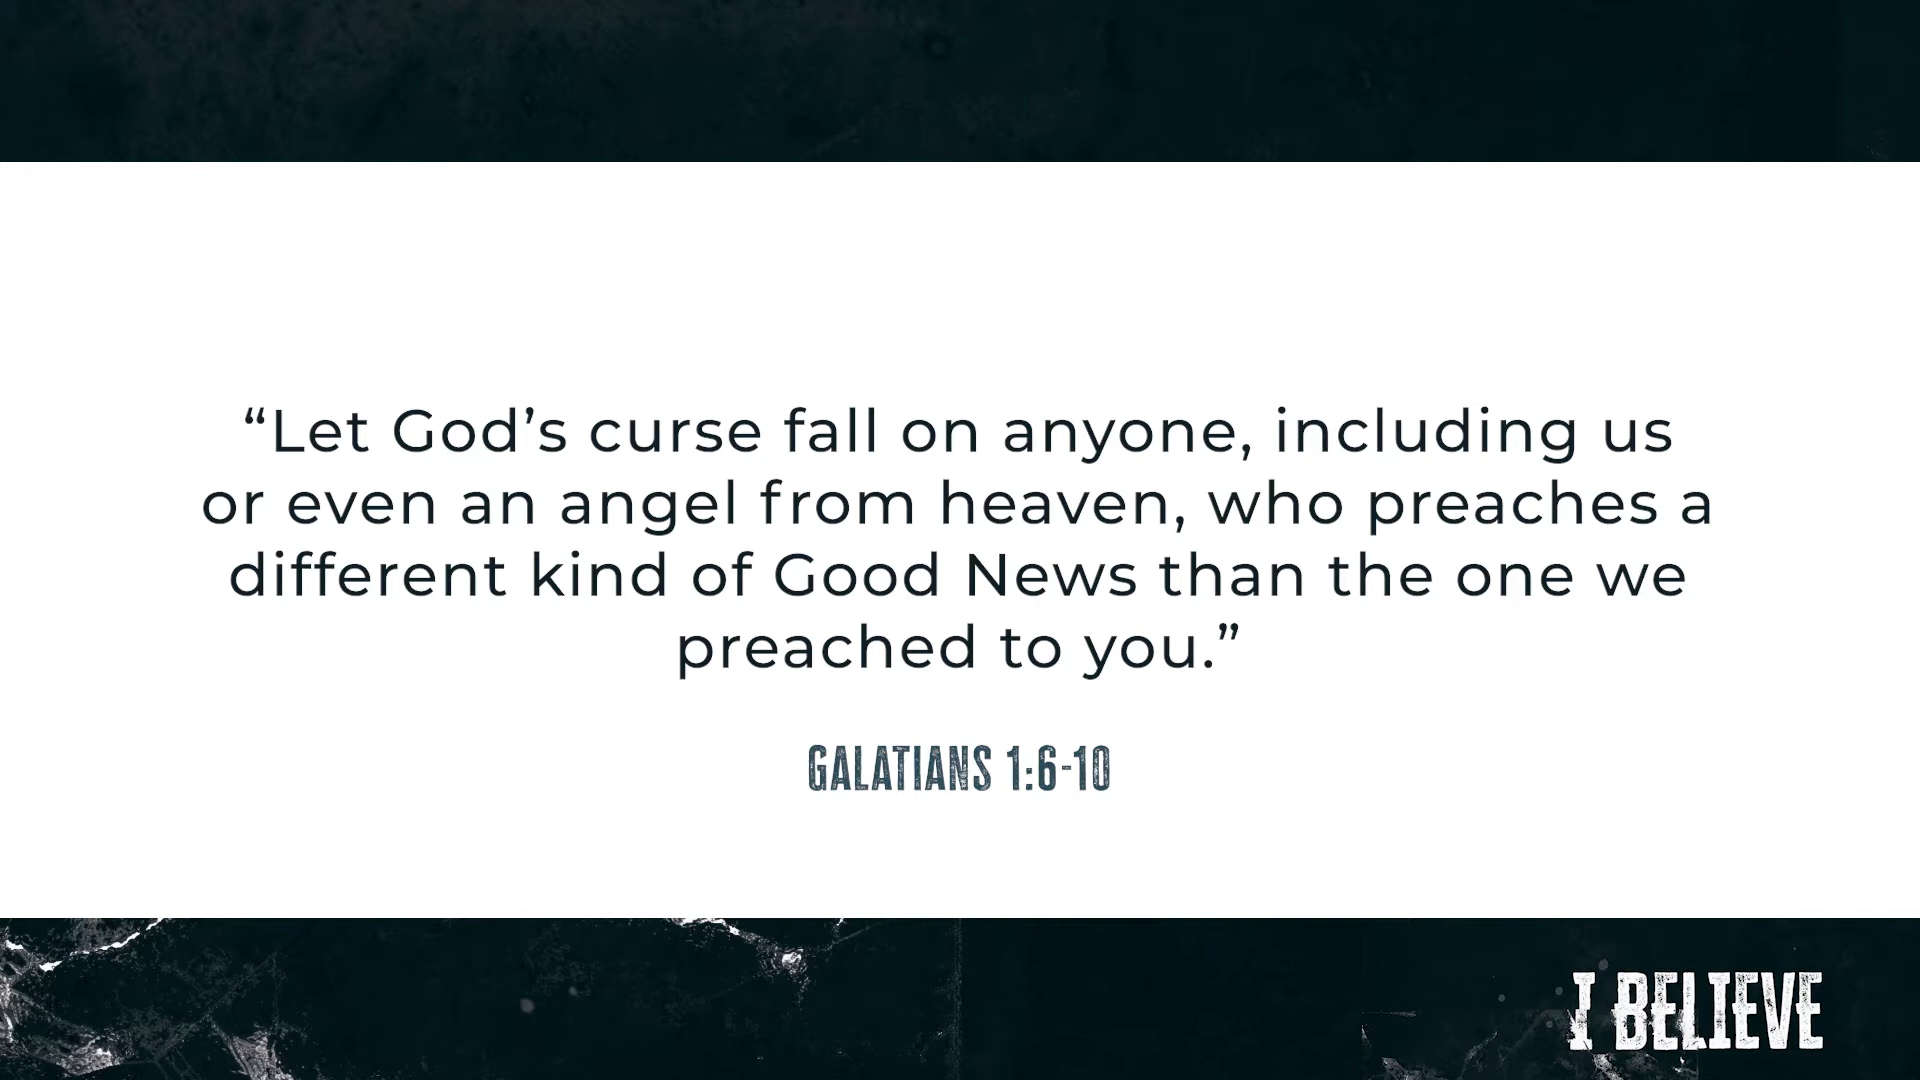 “Let God’s curse fall on anyone, including us
or even an angel from heaven, who preaches a
different kind of Good News than the one we
preached to you.”
GALATIANS 1:6-10
I BELIEVE